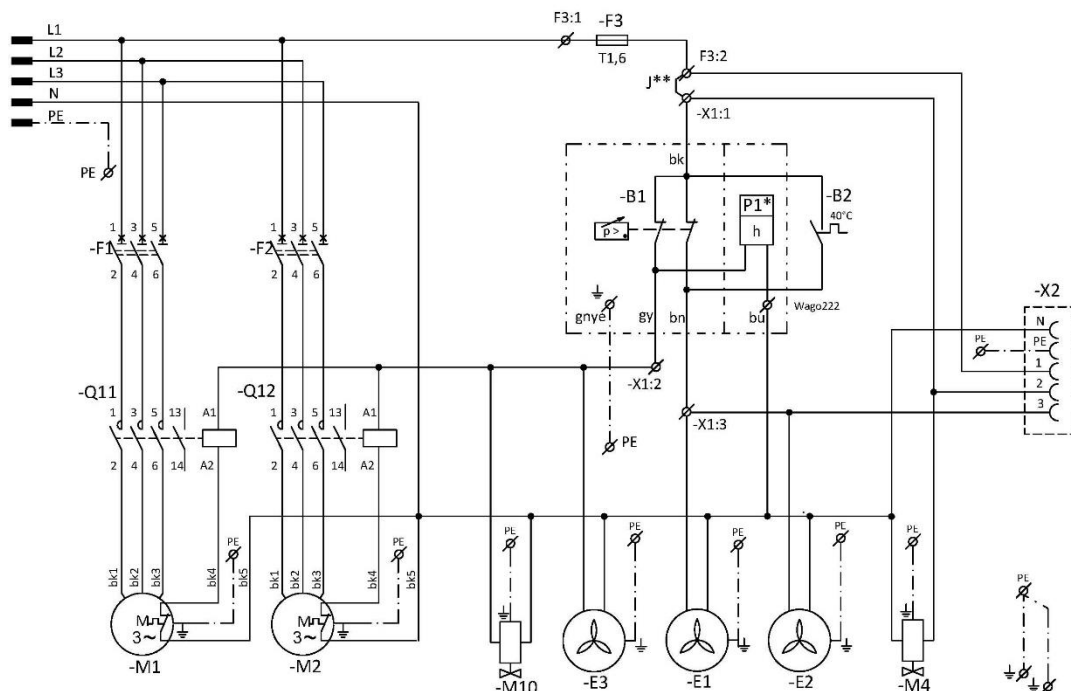 L1
L2
L3
N
PE
PE
F3:1
-F3
T1,6
F3:2
J**
-X1:1
bk
-B1
p >
P1*
h
-B2
40°C
gnye
gy
bn
bu
Wago222
-X1:2
-X1:3
PE
-X2
N
PE
1
2
3
PE
-F1
1 3 5
2 4 6
-F2
1 3 5
2 4 6
-Q11
1 3 5 13 A1
2 4 6 14 A2
-Q12
1 3 5 13 A1
2 4 6 14 A2
bk1 bk2 bk3 bk4 bk5
PE
M
3~
-M1
bk1 bk2 bk3 bk4 bk5
PE
M
3~
-M2
PE
-M10
PE
-E3
PE
-E1
PE
-E2
PE
-M4
PE